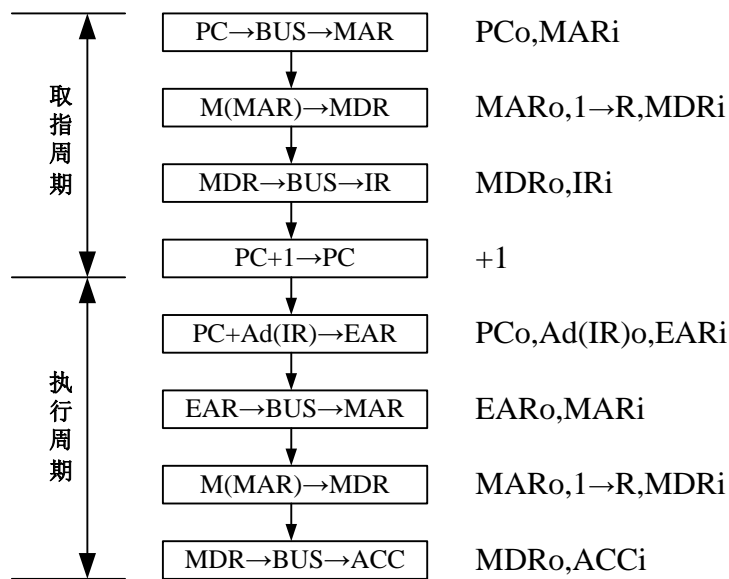 PC→BUS→MAR PCo,MARi
M(MAR)→MDR MARo,1→R,MDRi
MDR→BUS→IR MDRo,IRi
PC+1→PC +1
取指周期
PC+Ad(IR)→EAR PCo,Ad(IR)o,EARi
EAR→BUS→MAR EARo,MARi
M(MAR)→MDR MARo,1→R,MDRi
MDR→BUS→ACC MDRo,ACCi
执行周期